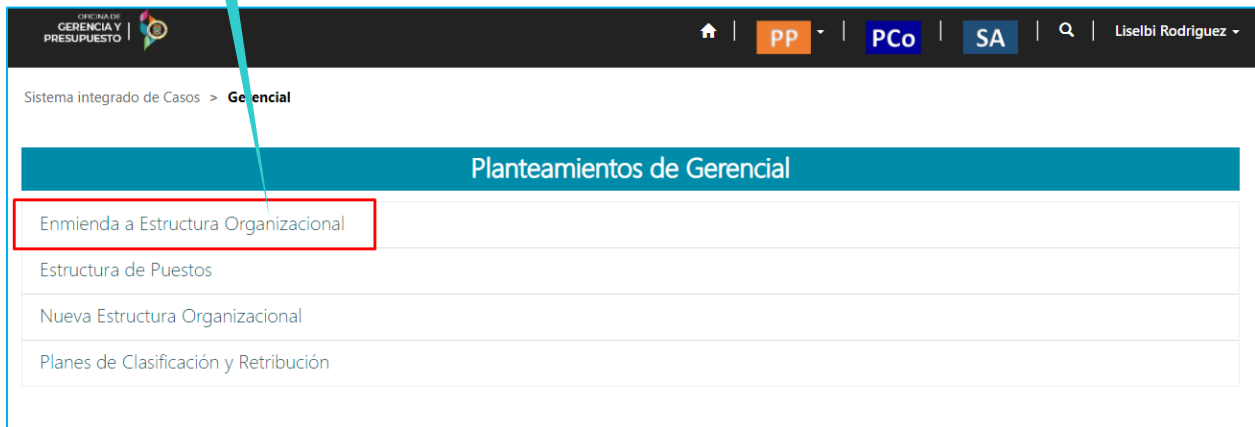 OFICINA DE
GERENCIA Y
PRESUPUESTO
PP
PCo
SA
Liselbi Rodriguez
Sistema integrado de Casos > Gerencial
Planteamientos de Gerencial
Enmienda a Estructura Organizacional
Estructura de Puestos
Nueva Estructura Organizacional
Planes de Clasificación y Retribución